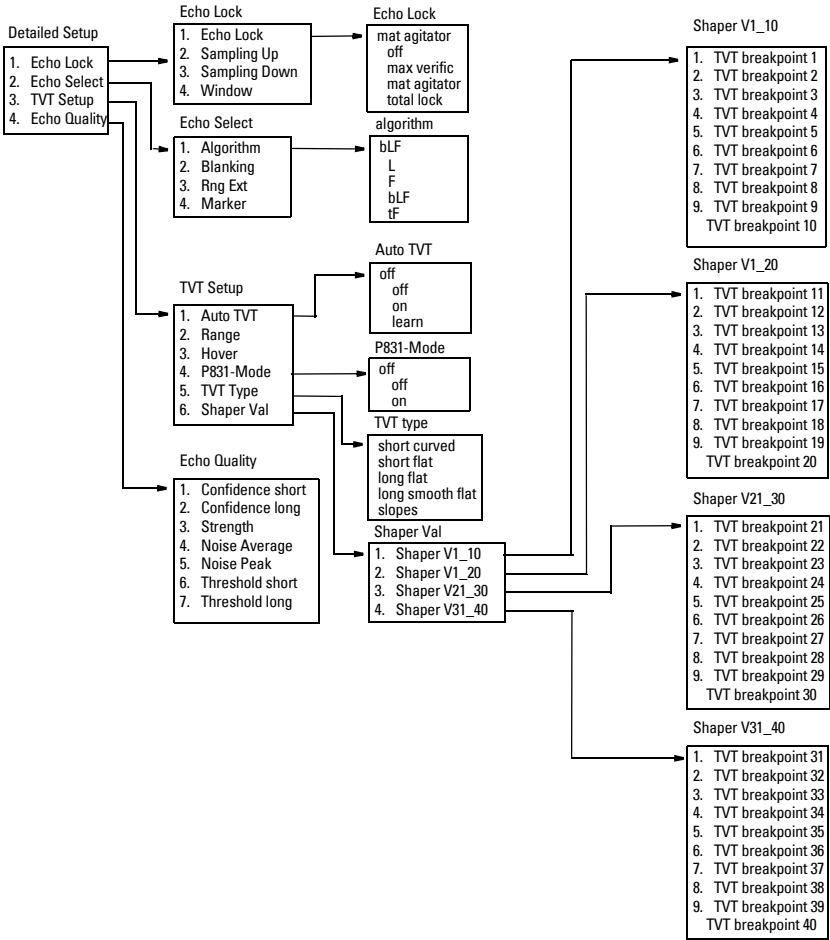 Detailed Setup
1. Echo Lock
2. Echo Select
3. TVT Setup
4. Echo Quality
Echo Lock
1. Echo Lock
2. Sampling Up
3. Sampling Down
4. Window
Echo Lock
mat agitator
off
max verific
mat agitator
total lock
Echo Select
1. Algorithm
2. Blanking
3. Rng Ext
4. Marker
algorithm
bLF
L
F
bLF
tF
TVT Setup
1. Auto TVT
2. Range
3. Hover
4. P831-Mode
5. TVT Type
6. Shaper Val
Auto TVT
off
off
on
learn
P831-Mode
off
off
on
TVT type
short curved
short flat
long flat
long smooth flat
slopes
Echo Quality
1. Confidence short
2. Confidence long
3. Strength
4. Noise Average
5. Noise Peak
6. Threshold short
7. Threshold long
Shaper Val
1. Shaper V1_10
2. Shaper V1_20
3. Shaper V21_30
4. Shaper V31_40
Shaper V1_10
1. TVT breakpoint 1
2. TVT breakpoint 2
3. TVT breakpoint 3
4. TVT breakpoint 4
5. TVT breakpoint 5
6. TVT breakpoint 6
7. TVT breakpoint 7
8. TVT breakpoint 8
9. TVT breakpoint 9
TVT breakpoint 10
Shaper V1_20
1. TVT breakpoint 11
2. TVT breakpoint 12
3. TVT breakpoint 13
4. TVT breakpoint 14
5. TVT breakpoint 15
6. TVT breakpoint 16
7. TVT breakpoint 17
8. TVT breakpoint 18
9. TVT breakpoint 19
TVT breakpoint 20
Shaper V21_30
1. TVT breakpoint 21
2. TVT breakpoint 22
3. TVT breakpoint 23
4. TVT breakpoint 24
5. TVT breakpoint 25
6. TVT breakpoint 26
7. TVT breakpoint 27
8. TVT breakpoint 28
9. TVT breakpoint 29
TVT breakpoint 30
Shaper V31_40
1. TVT breakpoint 31
2. TVT breakpoint 32
3. TVT breakpoint 33
4. TVT breakpoint 34
5. TVT breakpoint 35
6. TVT breakpoint 36
7. TVT breakpoint 37
8. TVT breakpoint 38
9. TVT breakpoint 39
TVT breakpoint 40